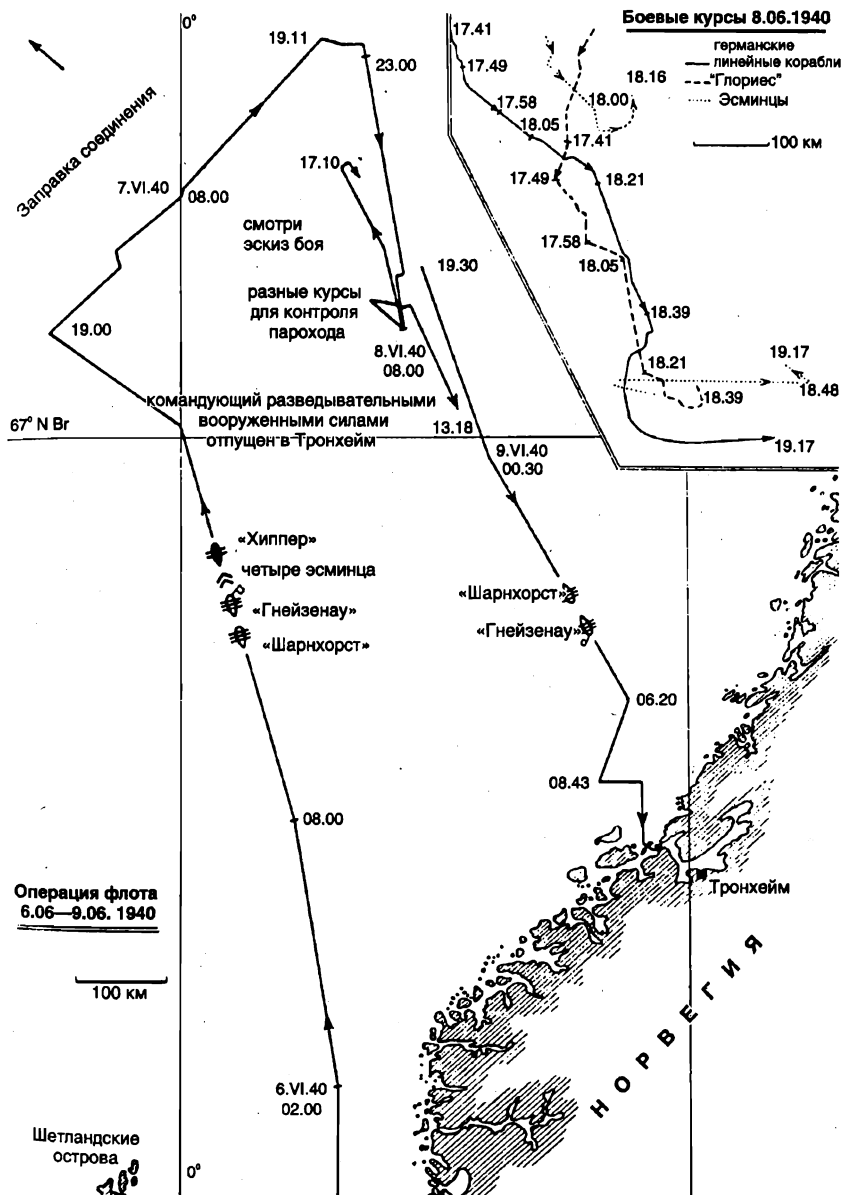 0°
Боевые курсы 8.06.1940
германские
линейные корабли
"Глориес"
Эсминцы
100 км
17.41
17.49
17.58
18.05
18.16
18.00
17.41
17.49
18.21
17.58
18.05
18.39
18.21
18.39
19.17
18.48
19.17
19.11
23.00
Заправка соединения
17.10
7.VI.40
08.00
смотри
эскиз боя
19.30
разные курсы
для контроля
парохода
19.00
8.VI.40
08.00
командующий разведывательными
вооруженными силами
отпущен в Тронхейм
13.18
67° N Br
9.VI.40
00.30
«Хиппер»
четыре эсминца
«Гнейзенау»
«Шарнхорст»
«Шарнхорст»
«Гнейзенау»
06.20
08.43
08.00
Тронхейм
Операция флота
6.06—9.06. 1940
100 км
НОРВЕГИЯ
6.VI.40
02.00
Шетландские
острова
0°